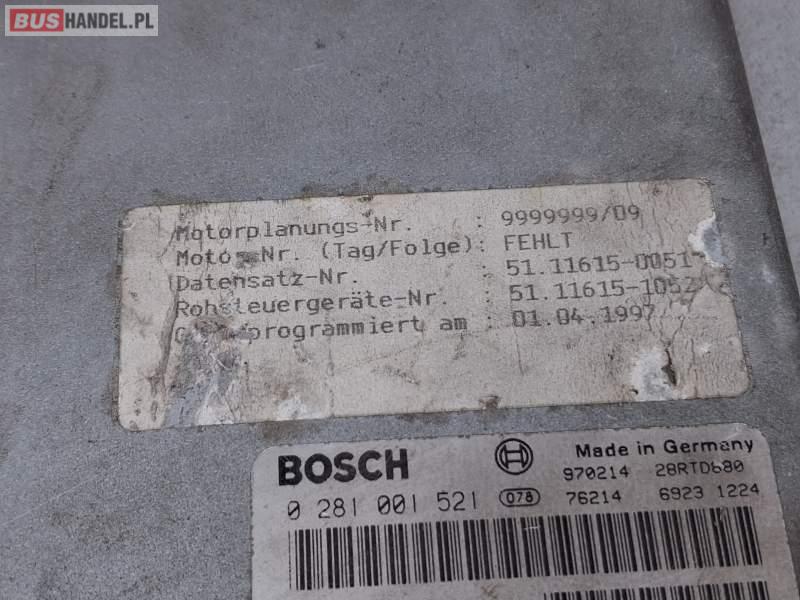 BUSHANDEL.PL
Motorplanungs-Nr. : 9999999/09
Motor-Nr. (Tag/Folge): FEHLT
Datensatz-Nr. : 51.11615-0051
Rohsteuergeräte-Nr. : 51.11615-1052
programmiert am : 01.04.1997
BOSCH Made in Germany
970214 28RTD680
0 281 001 521 078 76214 6923 1224